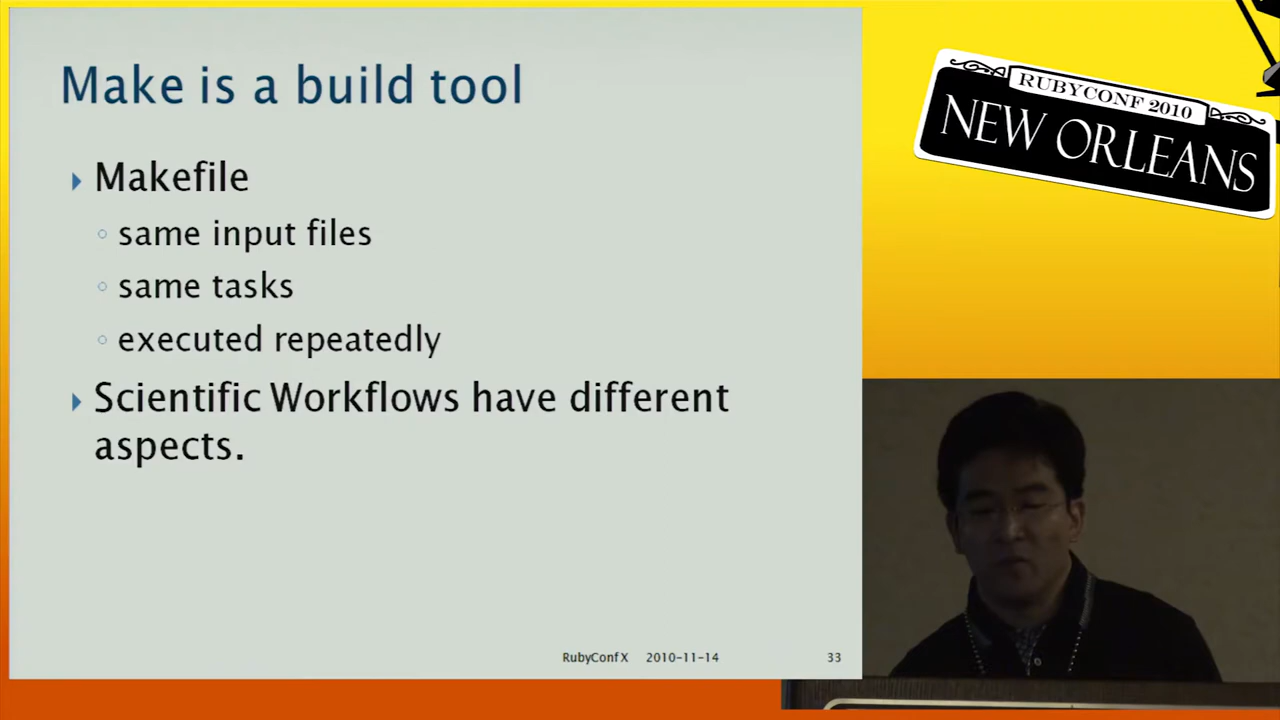 Make is a build tool
Makefile
same input files
same tasks
executed repeatedly
Scientific Workflows have different
aspects.
RubyConf X 2010-11-14 33
RUBYCONF 2010
NEW ORLEANS